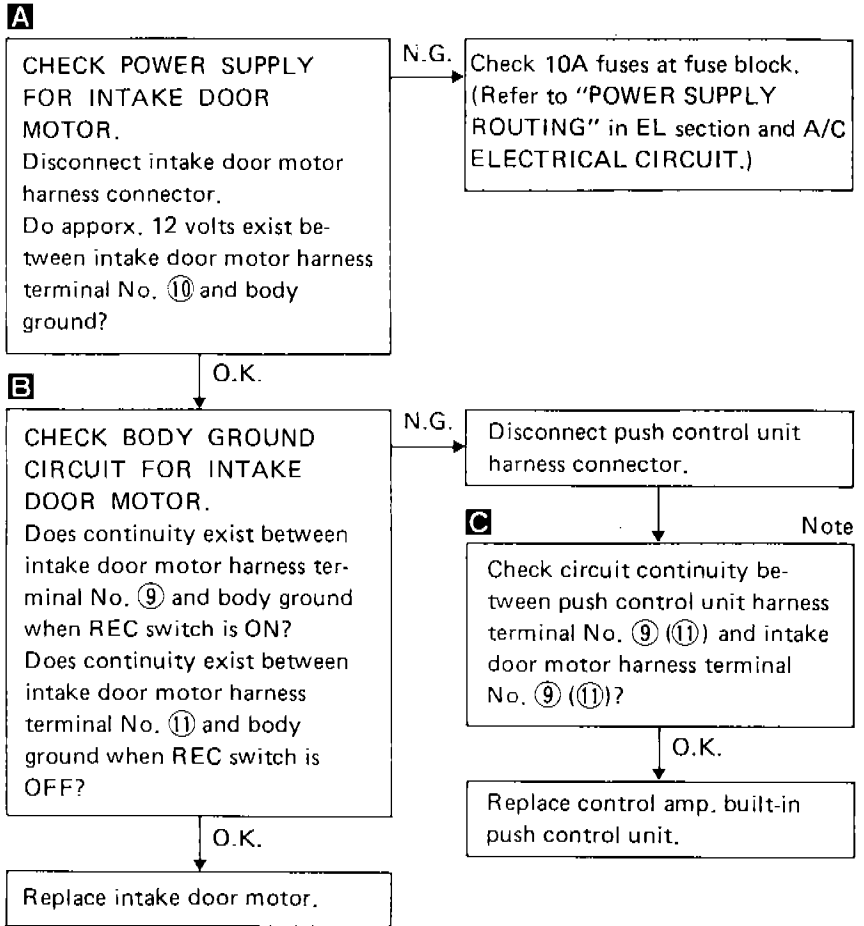 A
CHECK POWER SUPPLY
FOR INTAKE DOOR
MOTOR.
Disconnect intake door motor
harness connector.
Do apporx. 12 volts exist be-
tween intake door motor harness
terminal No. ⑩ and body
ground?
N.G.
Check 10A fuses at fuse block.
(Refer to "POWER SUPPLY
ROUTING" in EL section and A/C
ELECTRICAL CIRCUIT.)
O.K.
B
CHECK BODY GROUND
CIRCUIT FOR INTAKE
DOOR MOTOR.
Does continuity exist between
intake door motor harness ter-
minal No. ⑨ and body ground
when REC switch is ON?
Does continuity exist between
intake door motor harness
terminal No. ⑪ and body
ground when REC switch is
OFF?
N.G.
Disconnect push control unit
harness connector.
C
Note
Check circuit continuity be-
tween push control unit harness
terminal No. ⑨ (⑪) and intake
door motor harness terminal
No. ⑨ (⑪)?
O.K.
Replace control amp. built-in
push control unit.
O.K.
Replace intake door motor.